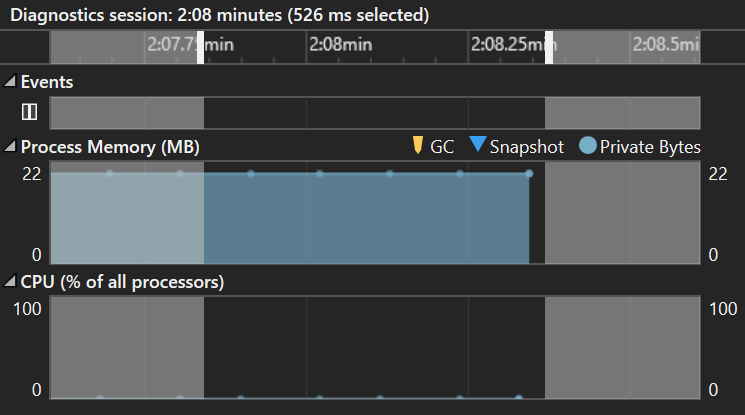 Diagnostics session: 2:08 minutes (526 ms selected)
2:07.75min 2:08min 2:08.25min 2:08.5mi
Events
Process Memory (MB) GC Snapshot Private Bytes
22 22
0 0
CPU (% of all processors)
100 100
0 0